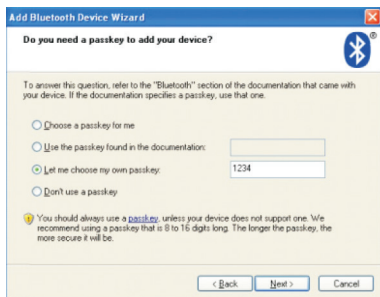 Add Bluetooth Device Wizard
Do you need a passkey to add your device?
®
To answer this question, refer to the "Bluetooth" section of the documentation that came with
your device. If the documentation specifies a passkey, use that one.
Choose a passkey for me
Use the passkey found in the documentation:
Let me choose my own passkey: 1234
Don't use a passkey
You should always use a passkey, unless your device does not support one. We
recommend using a passkey that is 8 to 16 digits long. The longer the passkey, the
more secure it will be.
< Back Next > Cancel